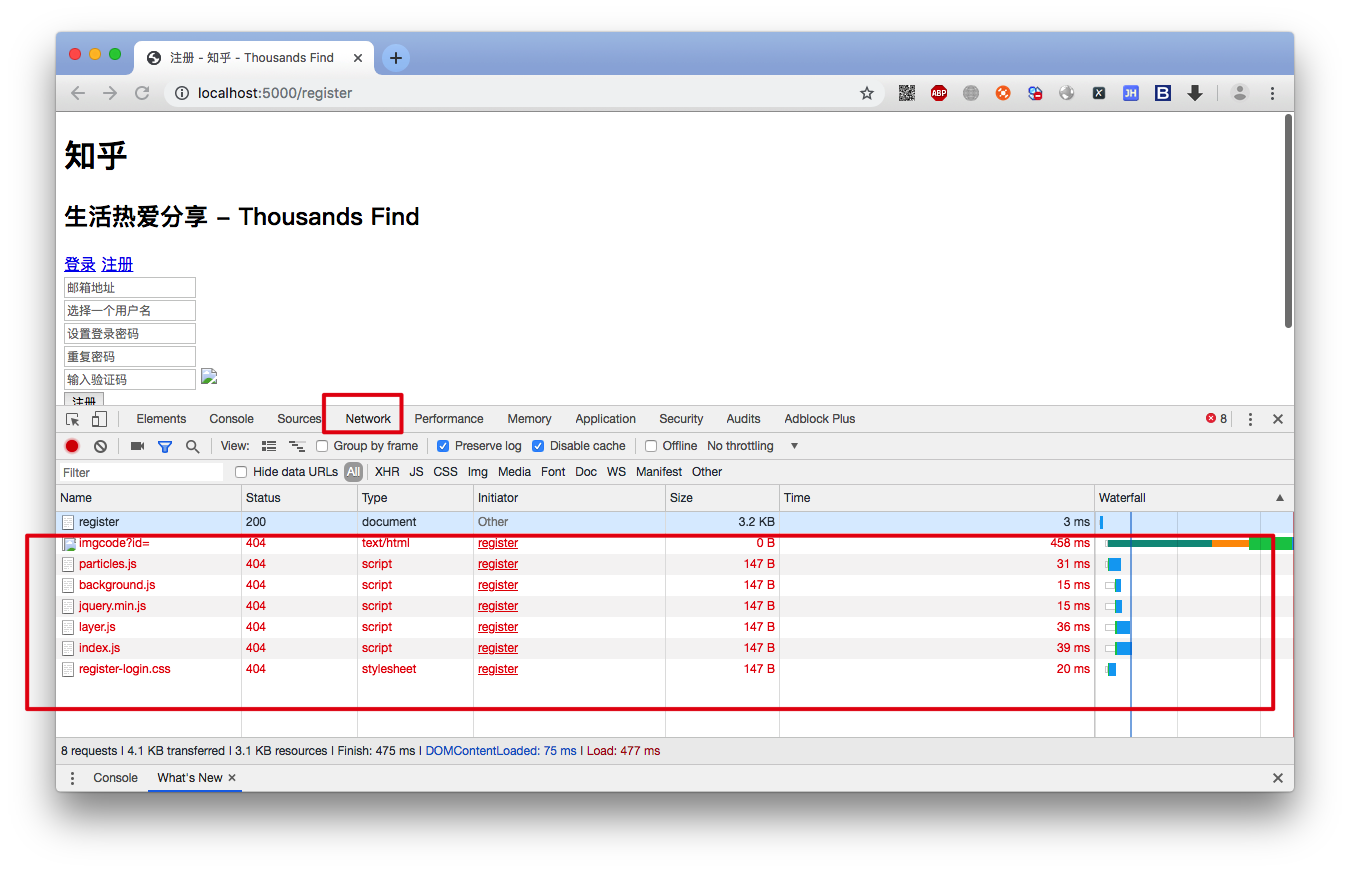 注册 - 知乎 - Thousands Find
localhost:5000/register
ABP
X
JH
B
知乎
生活热爱分享 – Thousands Find
登录 注册
邮箱地址
选择一个用户名
设置登录密码
重复密码
输入验证码
注册
Elements Console Sources Network Performance Memory Application Security Audits Adblock Plus 8
View: Group by frame Preserve log Disable cache Offline No throttling
Filter Hide data URLs All XHR JS CSS Img Media Font Doc WS Manifest Other
Name Status Type Initiator Size Time Waterfall
register 200 document Other 3.2 KB 3 ms
imgcode?id= 404 text/html register 0 B 458 ms
particles.js 404 script register 147 B 31 ms
background.js 404 script register 147 B 15 ms
jquery.min.js 404 script register 147 B 15 ms
layer.js 404 script register 147 B 36 ms
index.js 404 script register 147 B 39 ms
register-login.css 404 stylesheet register 147 B 20 ms
8 requests | 4.1 KB transferred | 3.1 KB resources | Finish: 475 ms | DOMContentLoaded: 75 ms | Load: 477 ms
Console What's New